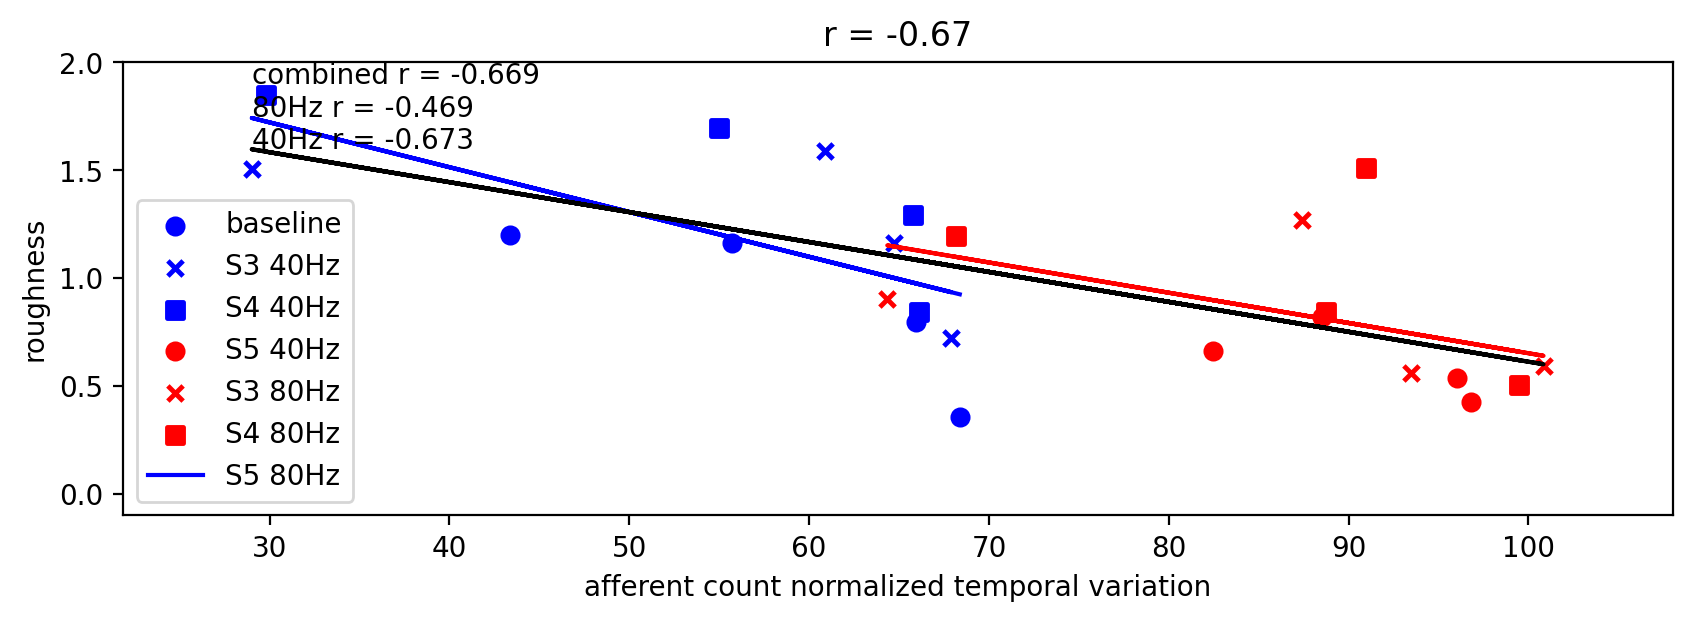 r = -0.67
combined r = -0.669
80Hz r = -0.469
40Hz r = -0.673
2.0
1.5
1.0
0.5
0.0
roughness
baseline
S3 40Hz
S4 40Hz
S5 40Hz
S3 80Hz
S4 80Hz
S5 80Hz
30 40 50 60 70 80 90 100
afferent count normalized temporal variation